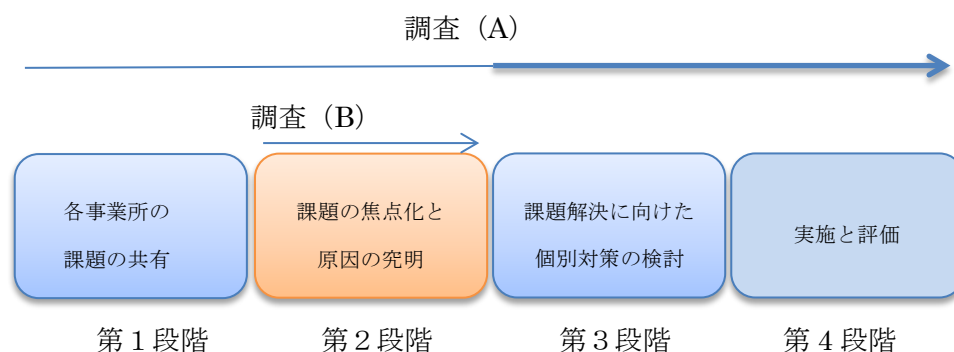 調査（A）
調査（B）
各事業所の
課題の共有
課題の焦点化と
原因の究明
課題解決に向けた
個別対策の検討
実施と評価
第１段階
第２段階
第３段階
第４段階